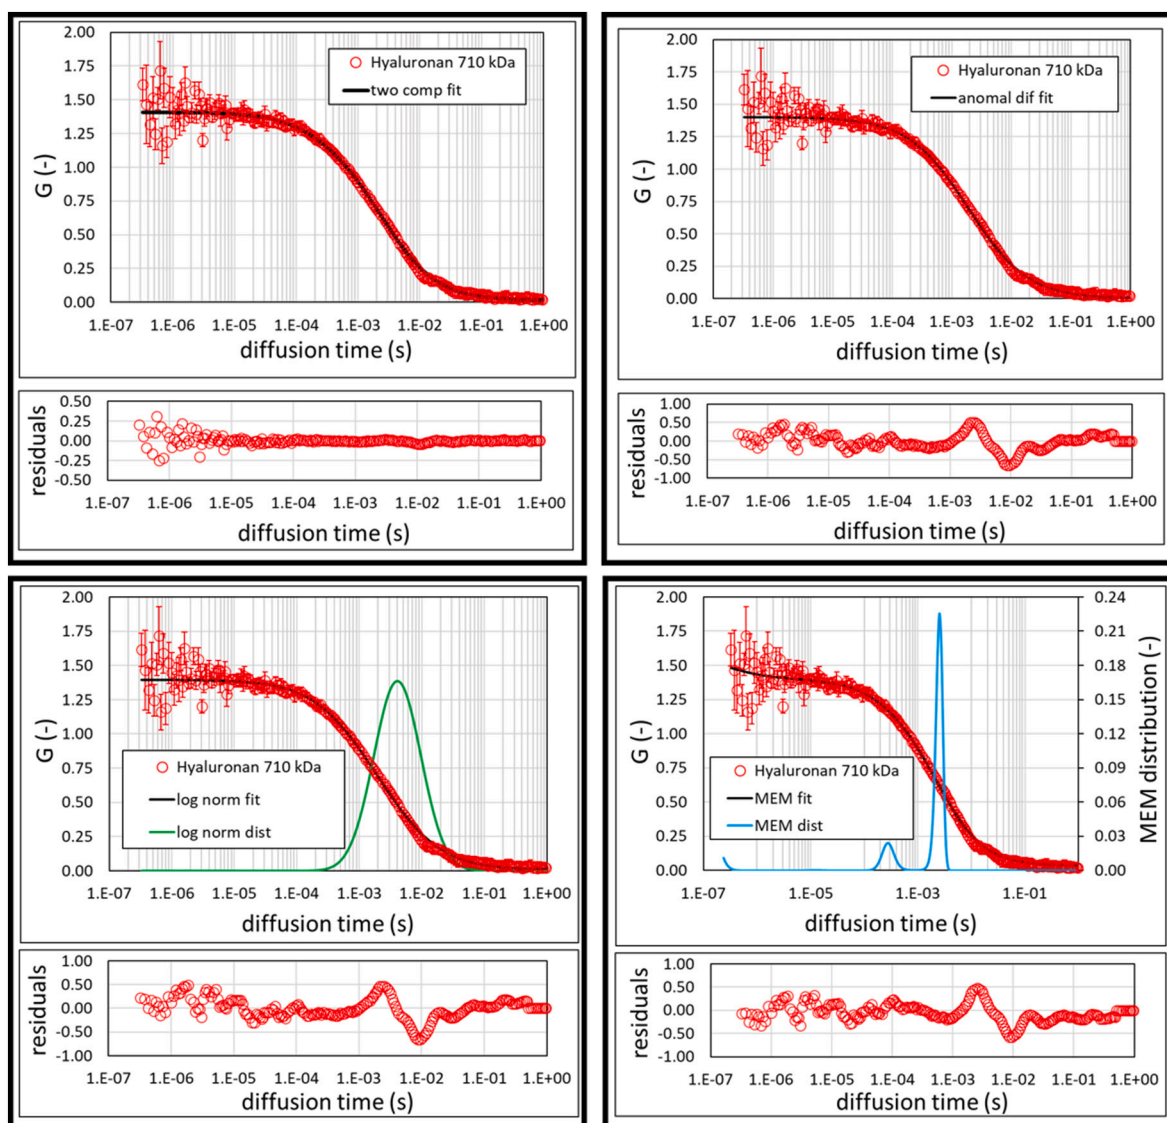 2.00
1.75
1.50
1.25
1.00
0.75
0.50
0.25
0.00
G (-)
Hyaluronan 710 kDa
two comp fit
1.E-07 1.E-06 1.E-05 1.E-04 1.E-03 1.E-02 1.E-01 1.E+00
diffusion time (s)
0.50
0.25
0.00
-0.25
-0.50
residuals
1.E-07 1.E-06 1.E-05 1.E-04 1.E-03 1.E-02 1.E-01 1.E+00
diffusion time (s)
2.00
1.75
1.50
1.25
1.00
0.75
0.50
0.25
0.00
G (-)
Hyaluronan 710 kDa
anomal dif fit
1.E-07 1.E-06 1.E-05 1.E-04 1.E-03 1.E-02 1.E-01 1.E+00
diffusion time (s)
1.00
0.50
0.00
-0.50
-1.00
residuals
1.E-07 1.E-06 1.E-05 1.E-04 1.E-03 1.E-02 1.E-01 1.E+00
diffusion time (s)
2.00
1.75
1.50
1.25
1.00
0.75
0.50
0.25
0.00
G (-)
Hyaluronan 710 kDa
log norm fit
log norm dist
1.E-07 1.E-06 1.E-05 1.E-04 1.E-03 1.E-02 1.E-01 1.E+00
diffusion time (s)
1.00
0.50
0.00
-0.50
-1.00
residuals
1.E-07 1.E-06 1.E-05 1.E-04 1.E-03 1.E-02 1.E-01 1.E+00
diffusion time (s)
2.00
1.75
1.50
1.25
1.00
0.75
0.50
0.25
0.00
G (-)
Hyaluronan 710 kDa
MEM fit
MEM dist
0.24
0.21
0.18
0.15
0.12
0.09
0.06
0.03
0.00
MEM distribution (-)
1.E-07 1.E-05 1.E-03 1.E-01
diffusion time (s)
1.00
0.50
0.00
-0.50
-1.00
residuals
1.E-07 1.E-06 1.E-05 1.E-04 1.E-03 1.E-02 1.E-01 1.E+00
diffusion time (s)